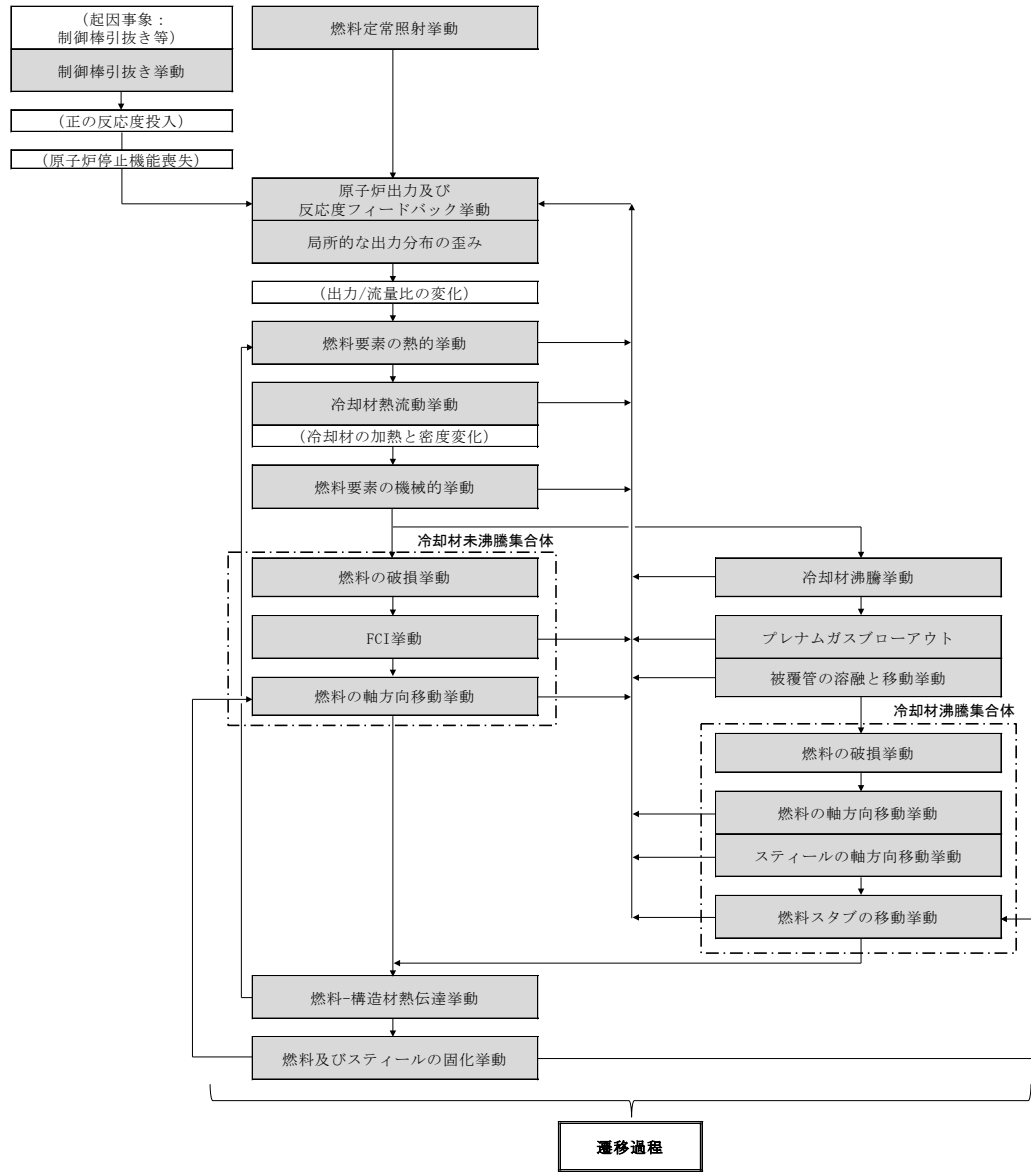 (起因事象：
制御棒引抜き等)
制御棒引抜き挙動
(正の反応度投入)
(原子炉停止機能喪失)
燃料定常照射挙動
原子炉出力及び
反応度フィードバック挙動
局所的な出力分布の歪み
(出力/流量比の変化)
燃料要素の熱的挙動
冷却材熱流動挙動
(冷却材の加熱と密度変化)
燃料要素の機械的挙動
冷却材未沸騰集合体
燃料の破損挙動
FCI挙動
燃料の軸方向移動挙動
冷却材沸騰挙動
プレナムガスブローアウト
被覆管の溶融と移動挙動
冷却材沸騰集合体
燃料の破損挙動
燃料の軸方向移動挙動
スティールの軸方向移動挙動
燃料スタブの移動挙動
燃料-構造材熱伝達挙動
燃料及びスティールの固化挙動
遷移過程